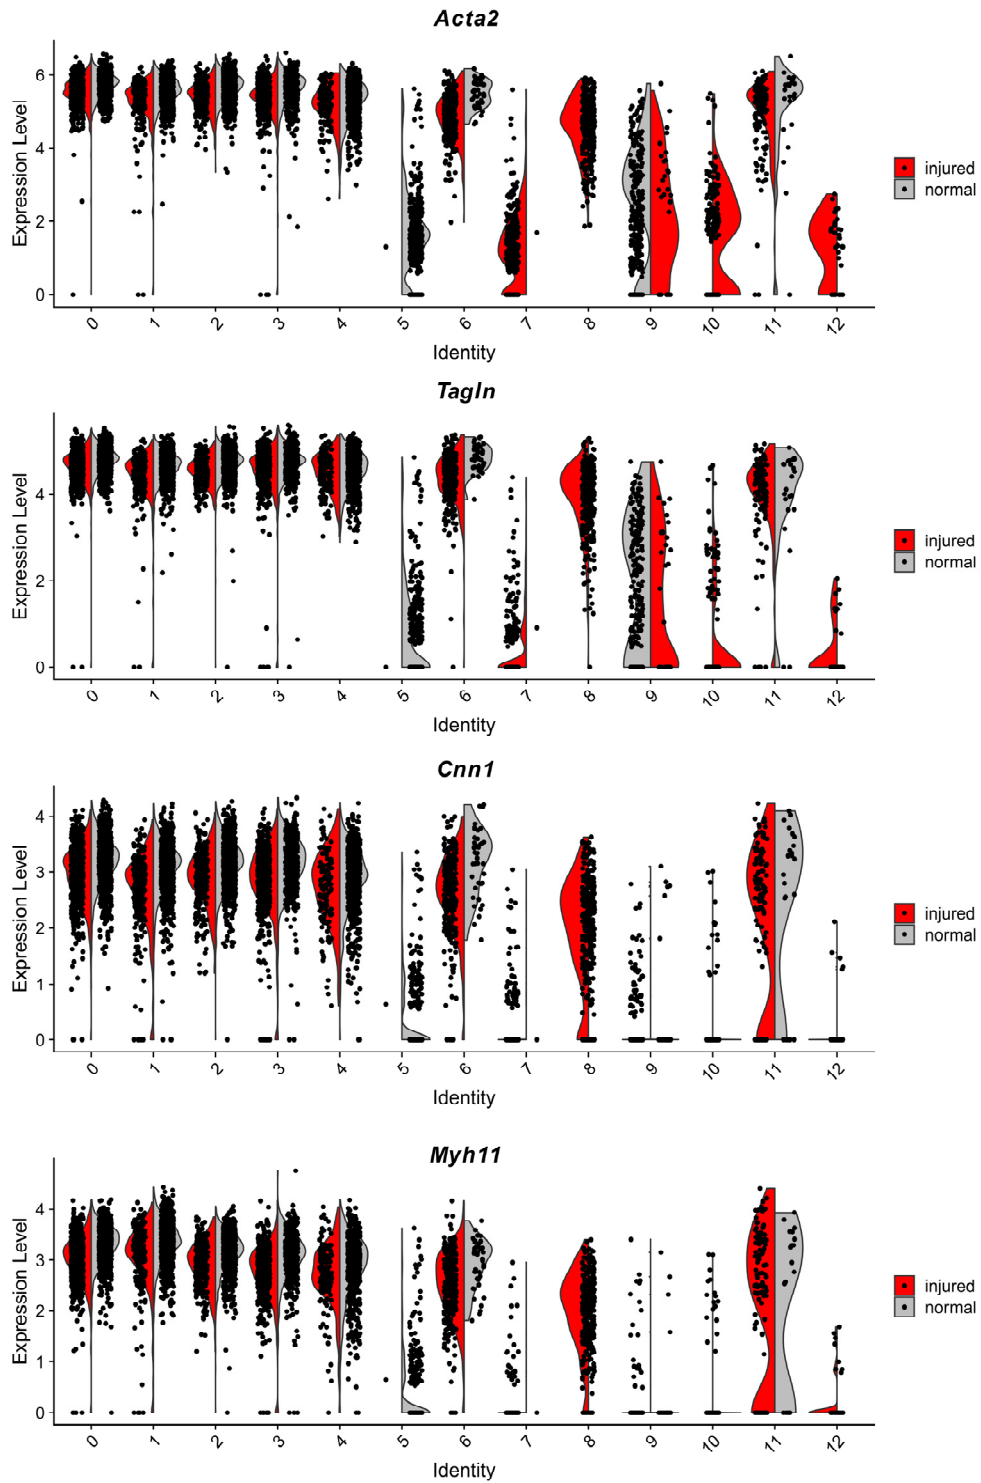 Acta2
Expression Level
6
4
2
0
0 1 2 3 4 5 6 7 8 9 10 11 12
Identity
injured
normal
Tagln
Expression Level
4
2
0
0 1 2 3 4 5 6 7 8 9 10 11 12
Identity
injured
normal
Cnn1
Expression Level
4
3
2
1
0
0 1 2 3 4 5 6 7 8 9 10 11 12
Identity
injured
normal
Myh11
Expression Level
4
3
2
1
0
0 1 2 3 4 5 6 7 8 9 10 11 12
Identity
injured
normal